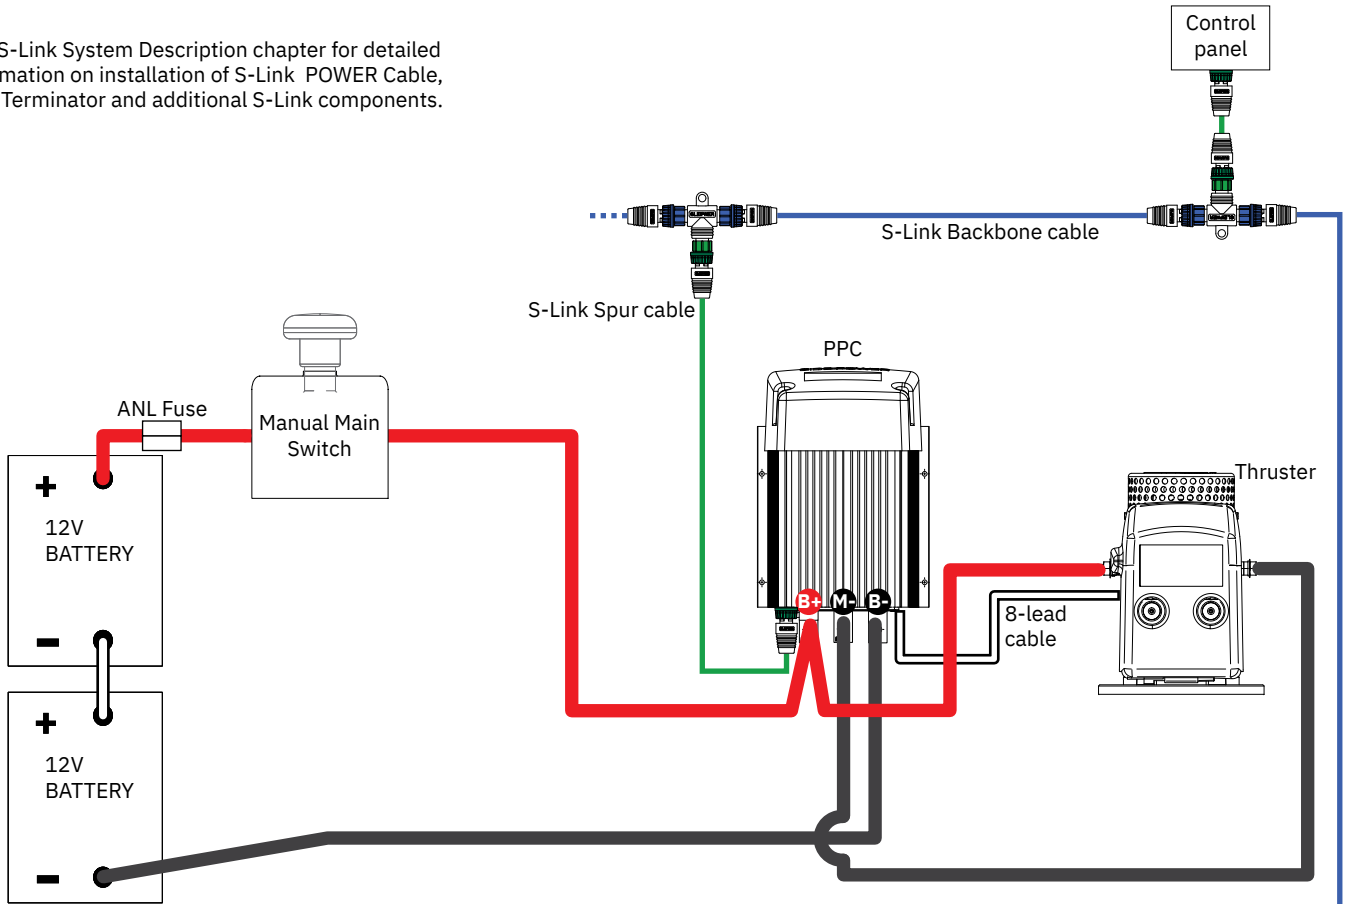 S-Link System Description chapter for detailed
mation on installation of S-Link POWER Cable,
Terminator and additional S-Link components.
Control
panel
S-Link Backbone cable
S-Link Spur cable
PPC
ANL Fuse
Manual Main
Switch
Thruster
+
12V
BATTERY
-
B+
M-
B-
8-lead
cable
+
12V
BATTERY
-